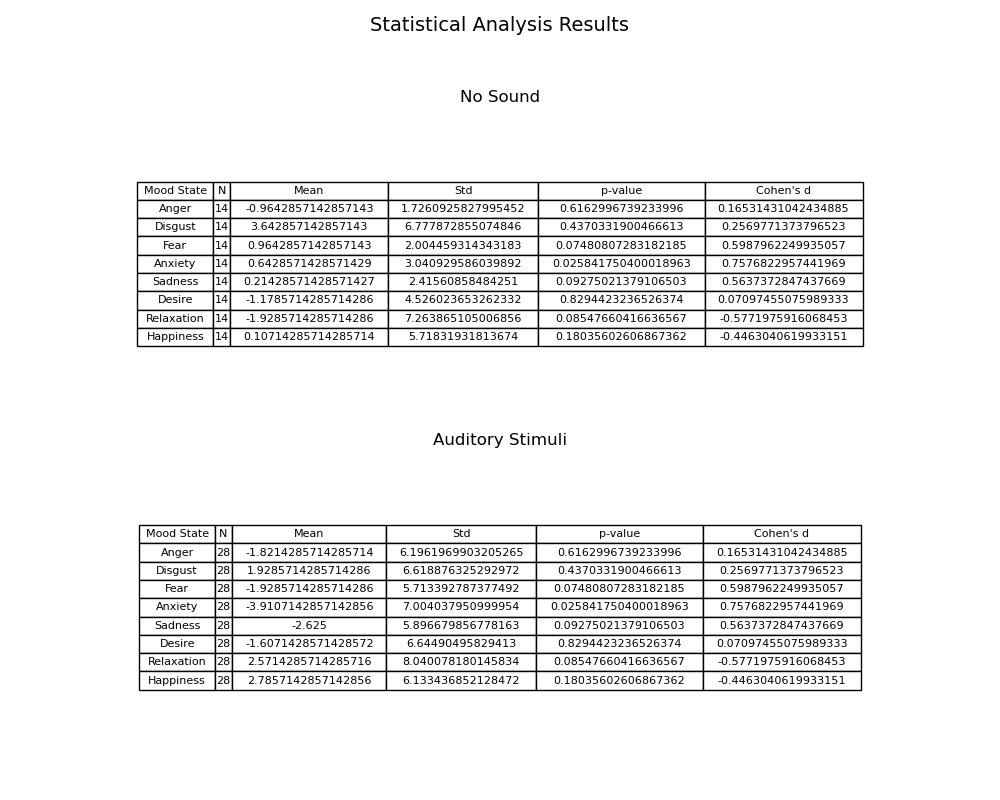 Statistical Analysis Results
No Sound
Mood State N Mean Std p-value Cohen's d
Anger 14 -0.9642857142857143 1.7260925827995452 0.6162996739233996 0.16531431042434885
Disgust 14 3.642857142857143 6.777872855074846 0.4370331900466613 0.2569771373796523
Fear 14 0.9642857142857143 2.004459314343183 0.07480807283182185 0.5987962249935057
Anxiety 14 0.6428571428571429 3.040929586039892 0.025841750400018963 0.7576822957441969
Sadness 14 0.21428571428571427 2.41560858484251 0.09275021379106503 0.5637372847437669
Desire 14 -1.1785714285714286 4.526023653262332 0.8294423236526374 0.07097455075989333
Relaxation 14 -1.9285714285714286 7.263865105006856 0.08547660416636567 -0.5771975916068453
Happiness 14 0.10714285714285714 5.71831931813674 0.18035602606867362 -0.4463040619933151
Auditory Stimuli
Mood State N Mean Std p-value Cohen's d
Anger 28 -1.8214285714285714 6.1961969903205265 0.6162996739233996 0.16531431042434885
Disgust 28 1.9285714285714286 6.618876325292972 0.4370331900466613 0.2569771373796523
Fear 28 -1.9285714285714286 5.713392787377492 0.07480807283182185 0.5987962249935057
Anxiety 28 -3.9107142857142856 7.004037950999954 0.025841750400018963 0.7576822957441969
Sadness 28 -2.625 5.896679856778163 0.09275021379106503 0.5637372847437669
Desire 28 -1.6071428571428572 6.64490495829413 0.8294423236526374 0.07097455075989333
Relaxation 28 2.5714285714285716 8.040078180145834 0.08547660416636567 -0.5771975916068453
Happiness 28 2.7857142857142856 6.133436852128472 0.18035602606867362 -0.4463040619933151